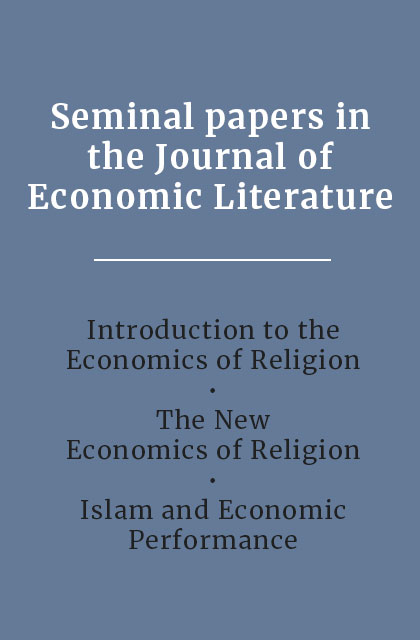 Seminal papers in
the Journal of
Economic Literature
Introduction to the
Economics of Religion
•
The New
Economics of Religion
•
Islam and Economic
Performance